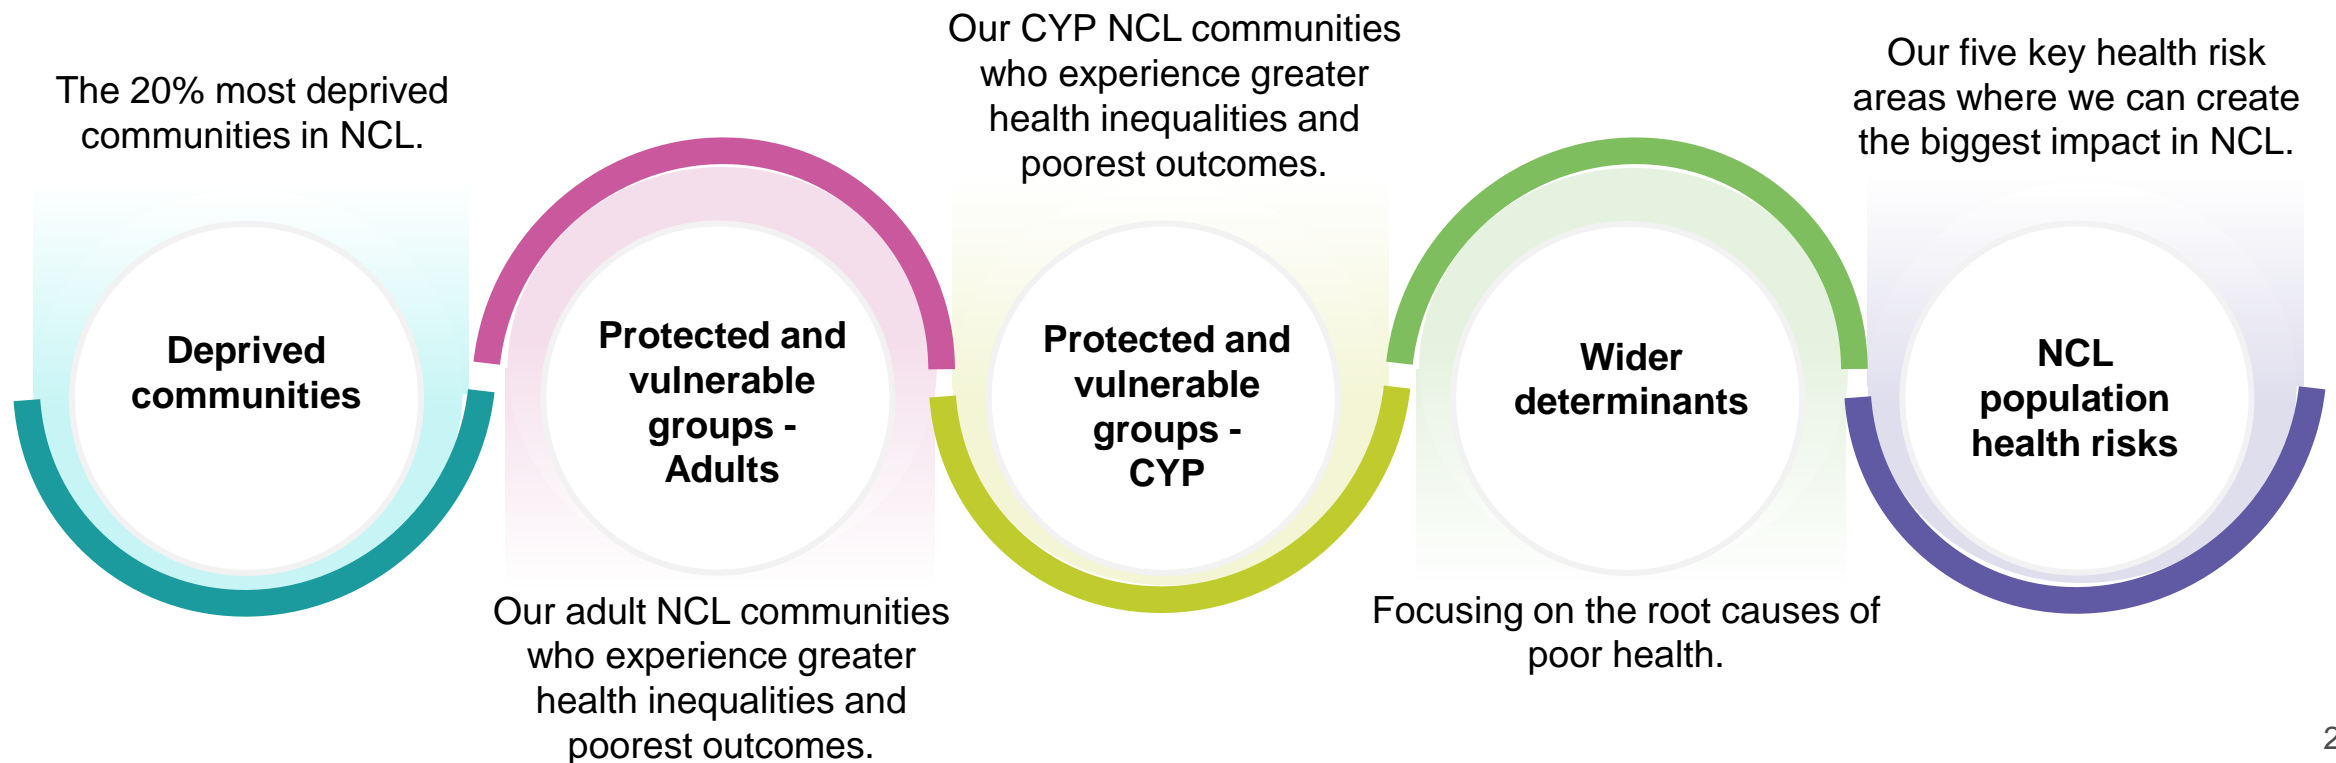 The 20% most deprived
communities in NCL.
Deprived
communities
Protected and
vulnerable
groups -
Adults
Our adult NCL communities
who experience greater
health inequalities and
poorest outcomes.
Our CYP NCL communities
who experience greater
health inequalities and
poorest outcomes.
Protected and
vulnerable
groups -
CYP
Wider
determinants
Focusing on the root causes of
poor health.
Our five key health risk
areas where we can create
the biggest impact in NCL.
NCL
population
health risks
2